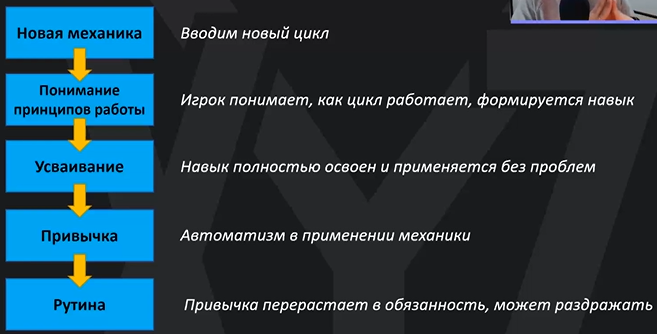 Новая механика
Вводим новый цикл
Понимание
принципов работы
Игрок понимает, как цикл работает, формируется навык
Усваивание
Навык полностью освоен и применяется без проблем
Привычка
Автоматизм в применении механики
Рутина
Привычка перерастает в обязанность, может раздражать